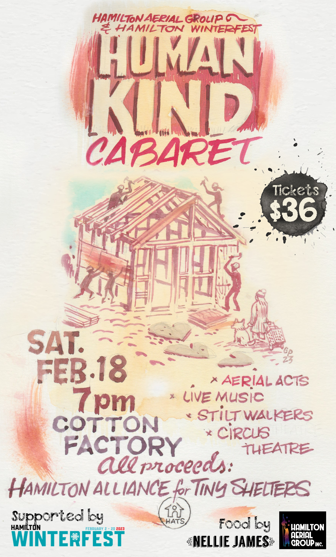 HAMILTON AERIAL GROUP
& HAMILTON WINTERFEST
HUMAN
KIND
CABARET
Tickets
$36
SAT.
FEB.18
7pm
COTTON
FACTORY
× AERIAL ACTS
× LIVE MUSIC
× STILT WALKERS
× CIRCUS
THEATRE
all proceeds:
HAMILTON ALLIANCE for TINY SHELTERS
HATS
Supported by
HAMILTON
WINTERFEST
Food by
«NELLIE JAMES»
HAMILTON
AERIAL
GROUP INC.